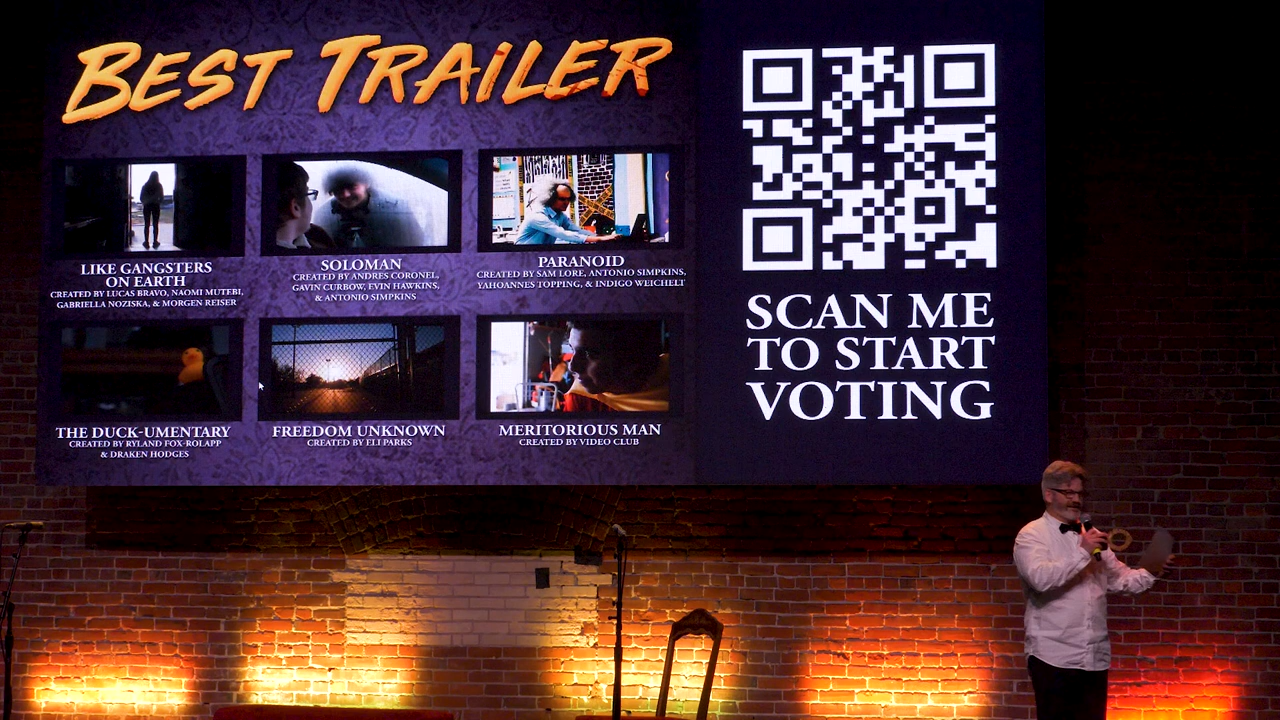 BEST TRAILER
LIKE GANGSTERS
ON EARTH
CREATED BY LUCAS BRAVO, NAOMI MUTEBI,
GABRIELLA NOZISKA, & MORGEN REISER
SOLOMAN
CREATED BY ANDRES CORONEL,
GAVIN CURBOW, EVIN HAWKINS,
& ANTONIO SIMPKINS
PARANOID
CREATED BY SAM LORE, ANTONIO SIMPKINS,
YAHOANNES TOPPING, & INDIGO WEICHELT
THE DUCK-UMENTARY
CREATED BY RYLAND FOX-ROLAPP
& DRAKEN HODGES
FREEDOM UNKNOWN
CREATED BY ELI PARKS
MERITORIOUS MAN
CREATED BY VIDEO CLUB
SCAN ME
TO START
VOTING